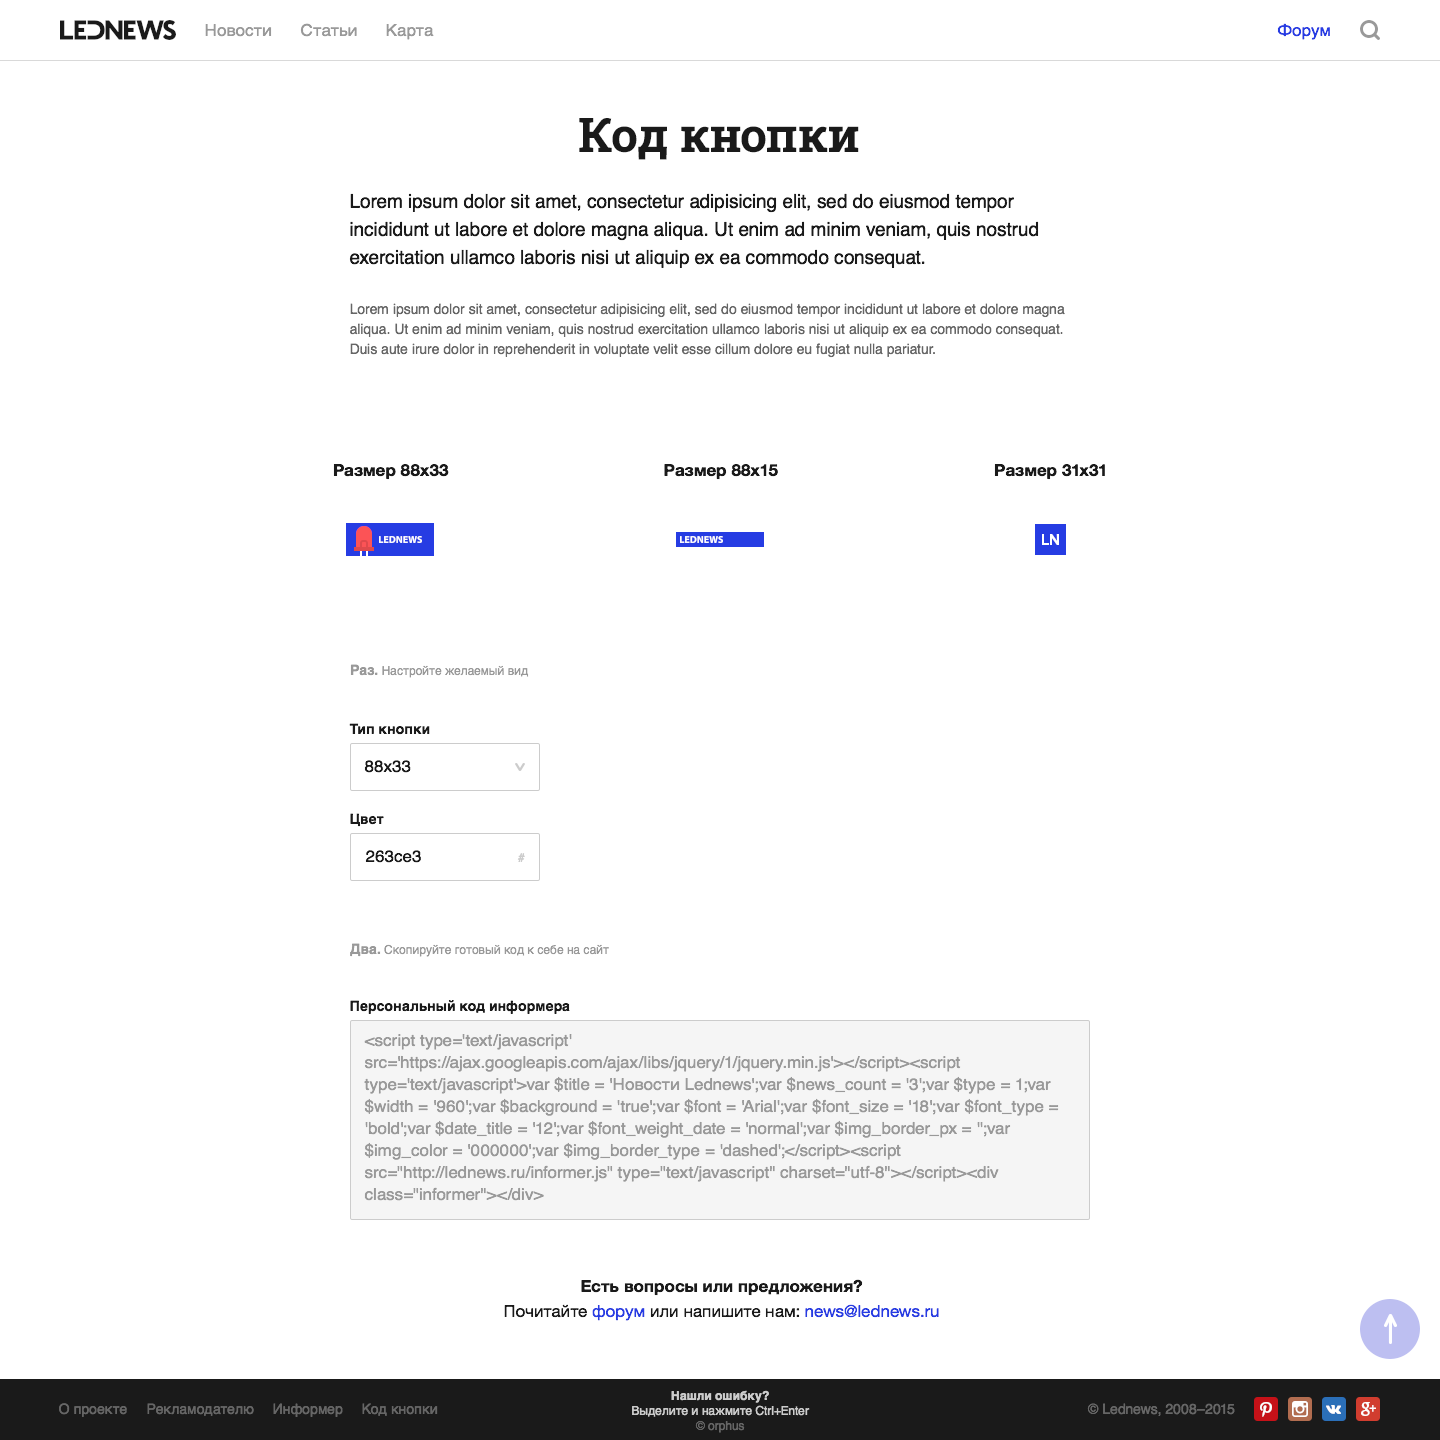 LEDNEWS Новости Статьи Карта Форум
Код кнопки
Lorem ipsum dolor sit amet, consectetur adipisicing elit, sed do eiusmod tempor
incididunt ut labore et dolore magna aliqua. Ut enim ad minim veniam, quis nostrud
exercitation ullamco laboris nisi ut aliquip ex ea commodo consequat.
Lorem ipsum dolor sit amet, consectetur adipisicing elit, sed do eiusmod tempor incididunt ut labore et dolore magna
aliqua. Ut enim ad minim veniam, quis nostrud exercitation ullamco laboris nisi ut aliquip ex ea commodo consequat.
Duis aute irure dolor in reprehenderit in voluptate velit esse cillum dolore eu fugiat nulla pariatur.
Размер 88x33 Размер 88x15 Размер 31x31
LEDNEWS LEDNEWS LN
Раз. Настройте желаемый вид
Тип кнопки
88x33
Цвет
263ce3 #
Два. Скопируйте готовый код к себе на сайт
Персональный код информера
<script type='text/javascript'
src='https://ajax.googleapis.com/ajax/libs/jquery/1/jquery.min.js'></script><script
type='text/javascript'>var $title = 'Новости Lednews';var $news_count = '3';var $type = 1;var
$width = '960';var $background = 'true';var $font = 'Arial';var $font_size = '18';var $font_type =
'bold';var $date_title = '12';var $font_weight_date = 'normal';var $img_border_px = '';var
$img_color = '000000';var $img_border_type = 'dashed';</script><script
src="http://lednews.ru/informer.js" type="text/javascript" charset="utf-8"></script><div
class="informer"></div>
Есть вопросы или предложения?
Почитайте форум или напишите нам: news@lednews.ru
Нашли ошибку?
О проекте Рекламодателю Информер Код кнопки Выделите и нажмите Ctrl+Enter © Lednews, 2008–2015
© orphus